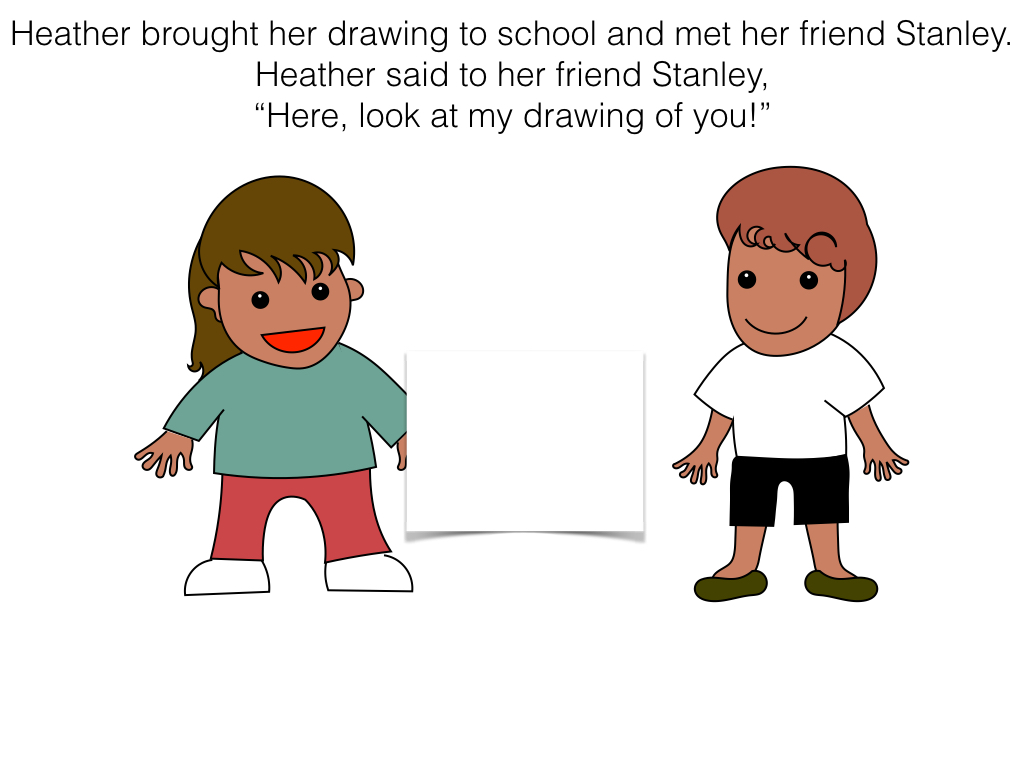 Heather brought her drawing to school and met her friend Stanley.
Heather said to her friend Stanley,
“Here, look at my drawing of you!”